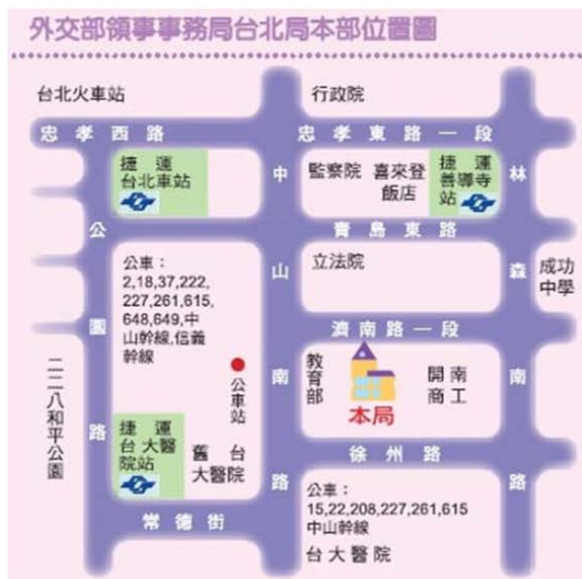 外交部領事事務局台北局本部位置圖
台北火車站
行政院
忠孝西路
忠孝東路一段
捷運
台北車站
中山南路
監察院
喜來登
飯店
捷運
善導寺
站
林森南路
公園路
青島東路
公車：
2,18,37,222,
227,261,615,
648,649,中
山幹線,信義
幹線
立法院
成功
中學
濟南路一段
二二八和平公園
公車站
教育部
本局
開南
商工
捷運
台大醫
院站
舊台
大醫院
徐州路
常德街
公車：
15,22,208,227,261,615
中山幹線
台大醫院